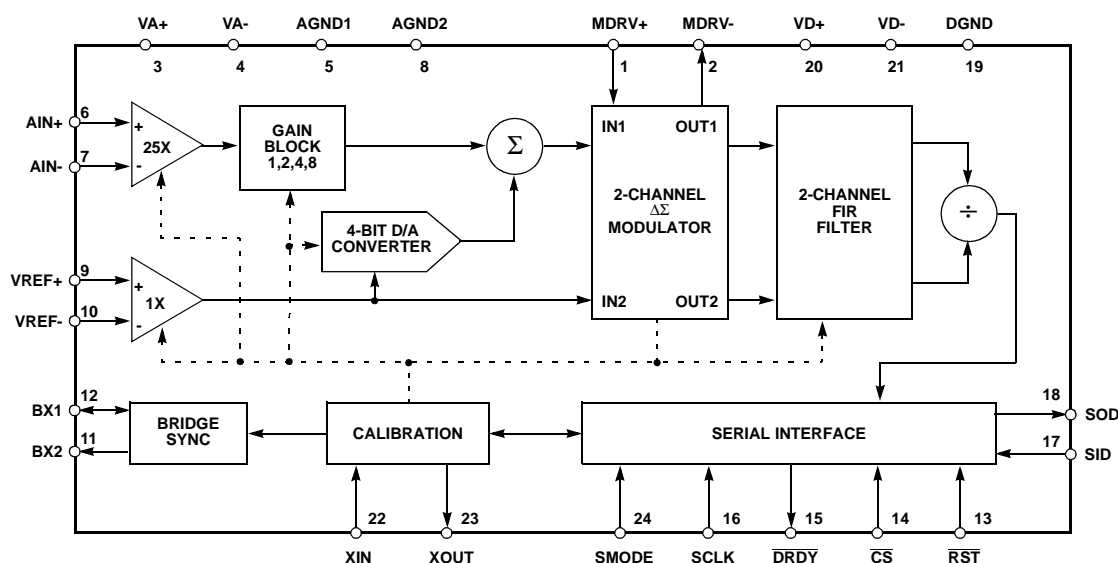 VA+ VA- AGND1 AGND2 MDRV+ MDRV- VD+ VD- DGND
3 4 5 8 1 2 20 21 19
AIN+ 6
AIN- 7
+
25X
-
GAIN
BLOCK
1,2,4,8
Σ
IN1 OUT1
2-CHANNEL
ΔΣ
MODULATOR
IN2 OUT2
2-CHANNEL
FIR
FILTER
÷
4-BIT D/A
CONVERTER
VREF+ 9
VREF- 10
+
1X
-
BX1 12
BX2 11
BRIDGE
SYNC
CALIBRATION
SERIAL INTERFACE
18 SOD
17 SID
22 23 24 16 15 14 13
XIN XOUT SMODE SCLK D̅R̅D̅Y̅ C̅S̅ R̅S̅T̅